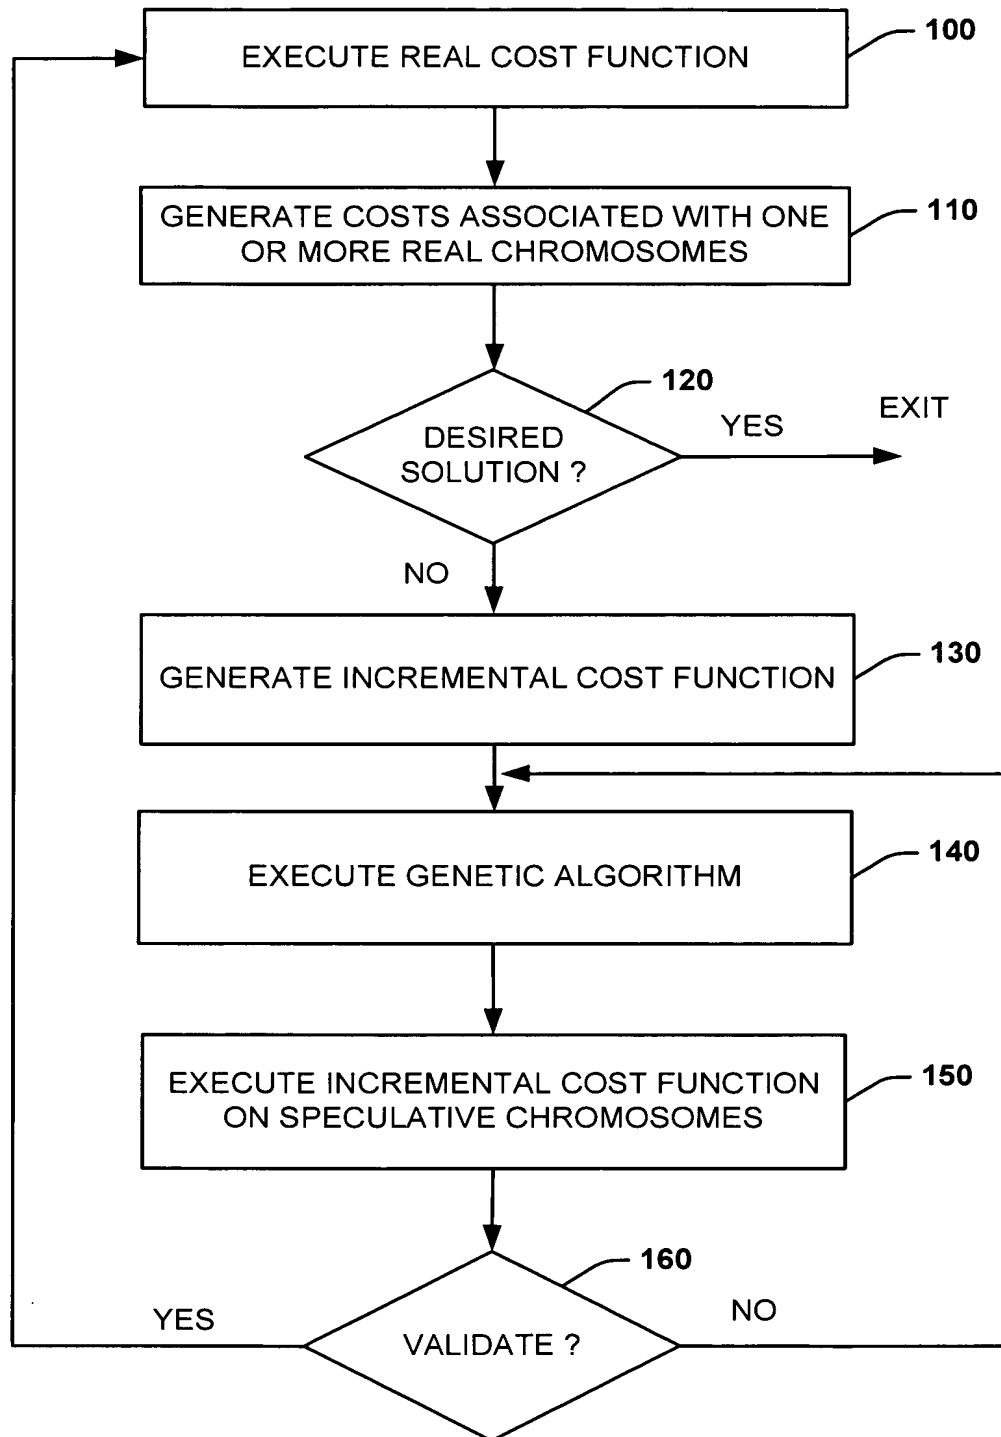 EXECUTE REAL COST FUNCTION
100
GENERATE COSTS ASSOCIATED WITH ONE
OR MORE REAL CHROMOSOMES
110
120
DESIRED
SOLUTION ?
YES
EXIT
NO
GENERATE INCREMENTAL COST FUNCTION
130
EXECUTE GENETIC ALGORITHM
140
EXECUTE INCREMENTAL COST FUNCTION
ON SPECULATIVE CHROMOSOMES
150
160
YES
VALIDATE ?
NO